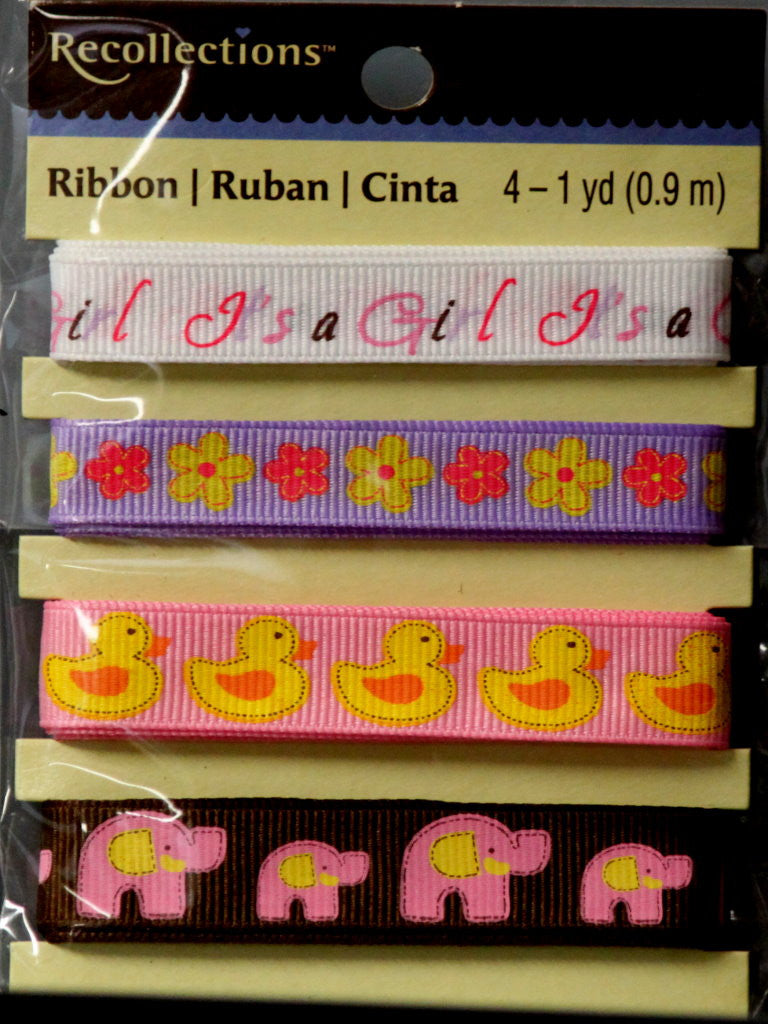 Recollections™
Ribbon | Ruban | Cinta 4 – 1 yd (0.9 m)
Girl It's a Girl It's a